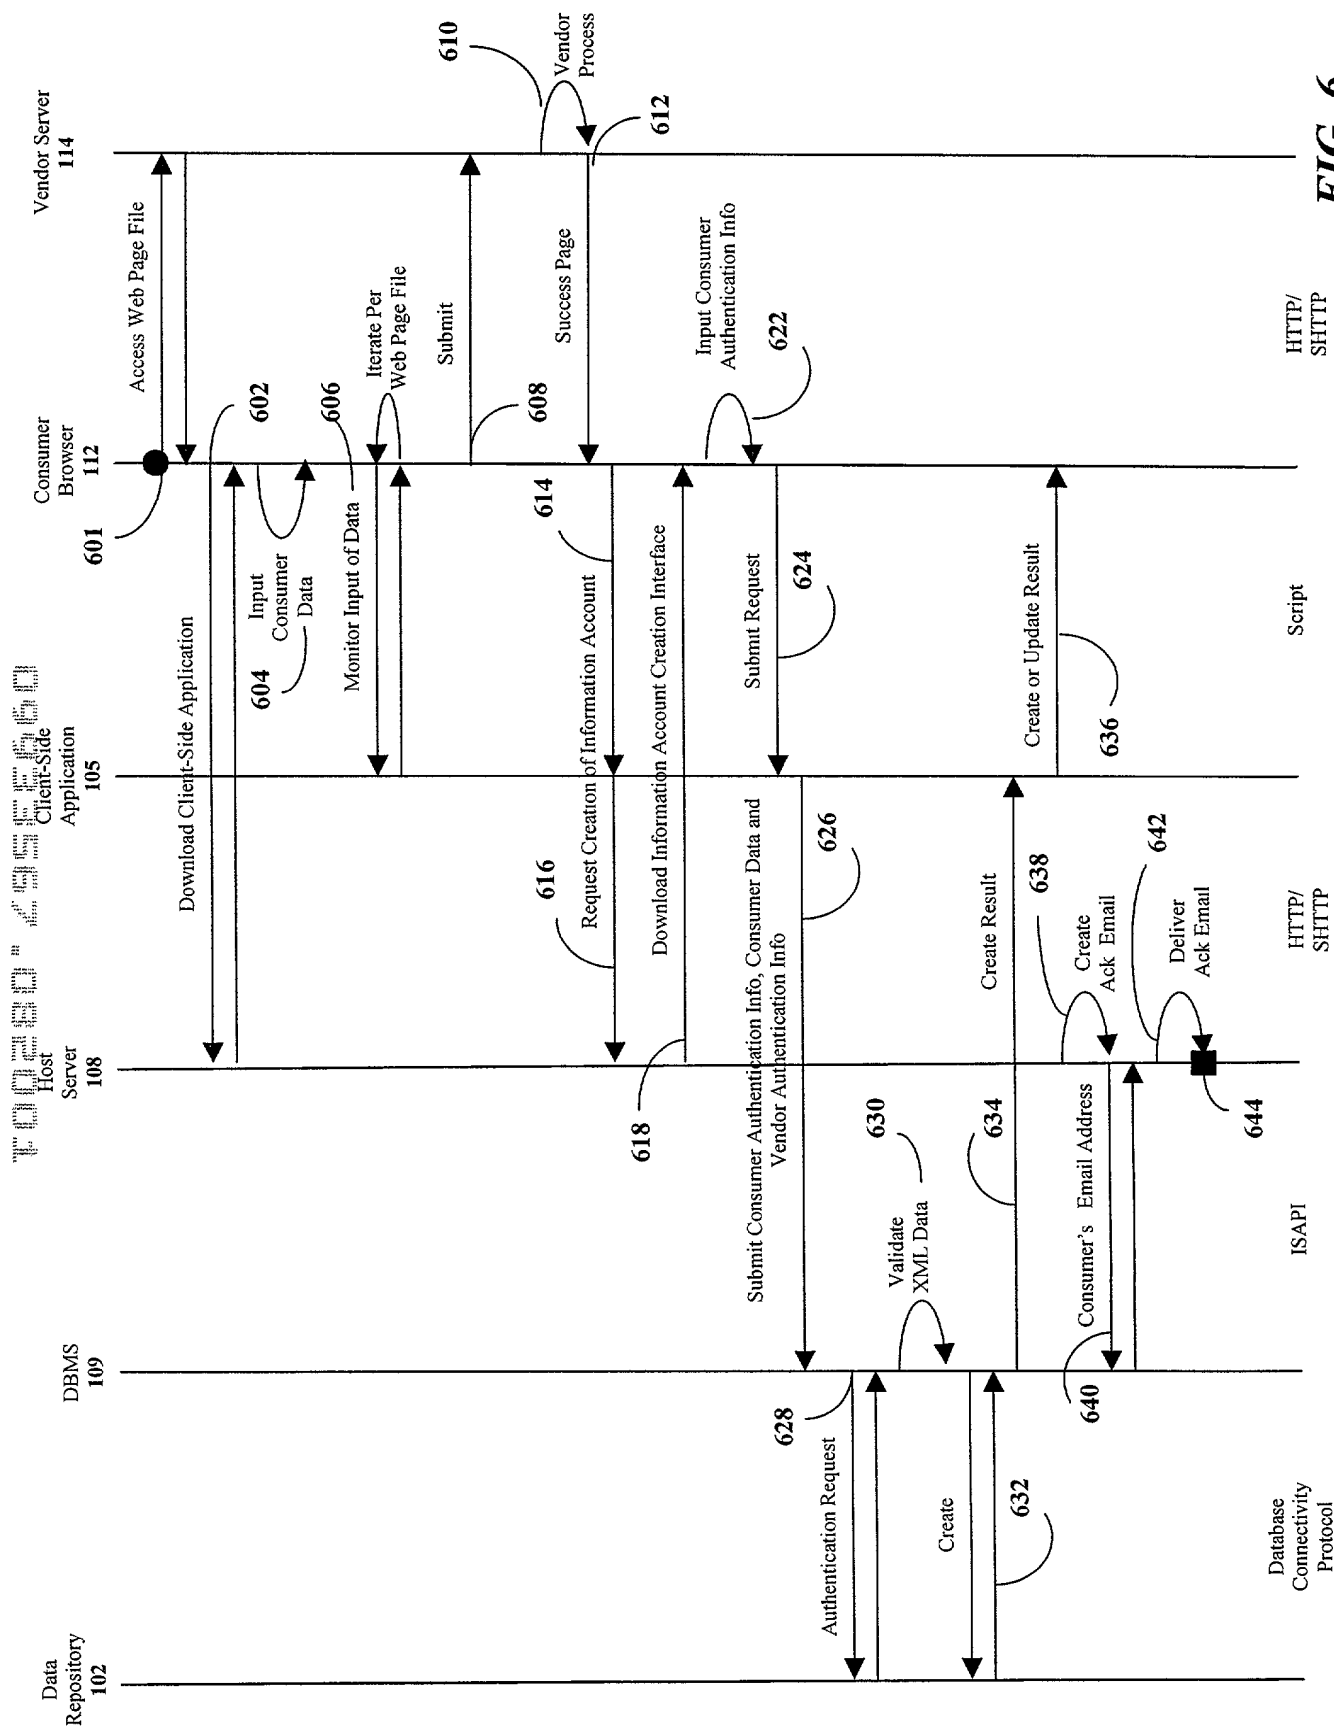 Data
Repository
102
DBMS
109
Host
Server
108
Client-Side
Application
105
Consumer
Browser
112
Vendor Server
114
601
Access Web Page File
602
Download Client-Side Application
Input
Consumer
Data
604
606
Monitor Input of Data
Iterate Per
Web Page File
Submit
608
610
Vendor
Process
612
Success Page
614
Request Creation of Information Account
616
Download Information Account Creation Interface
618
Input Consumer
Authentication Info
622
Submit Request
624
Submit Consumer Authentication Info, Consumer Data and
Vendor Authentication Info
626
Authentication Request
628
Validate
XML Data
630
Create
632
Create Result
634
Create or Update Result
636
638
Create
Ack Email
Consumer's Email Address
640
642
Deliver
Ack Email
644
Database
Connectivity
Protocol
ISAPI
HTTP/
SHTTP
Script
HTTP/
SHTTP
FIG. 6